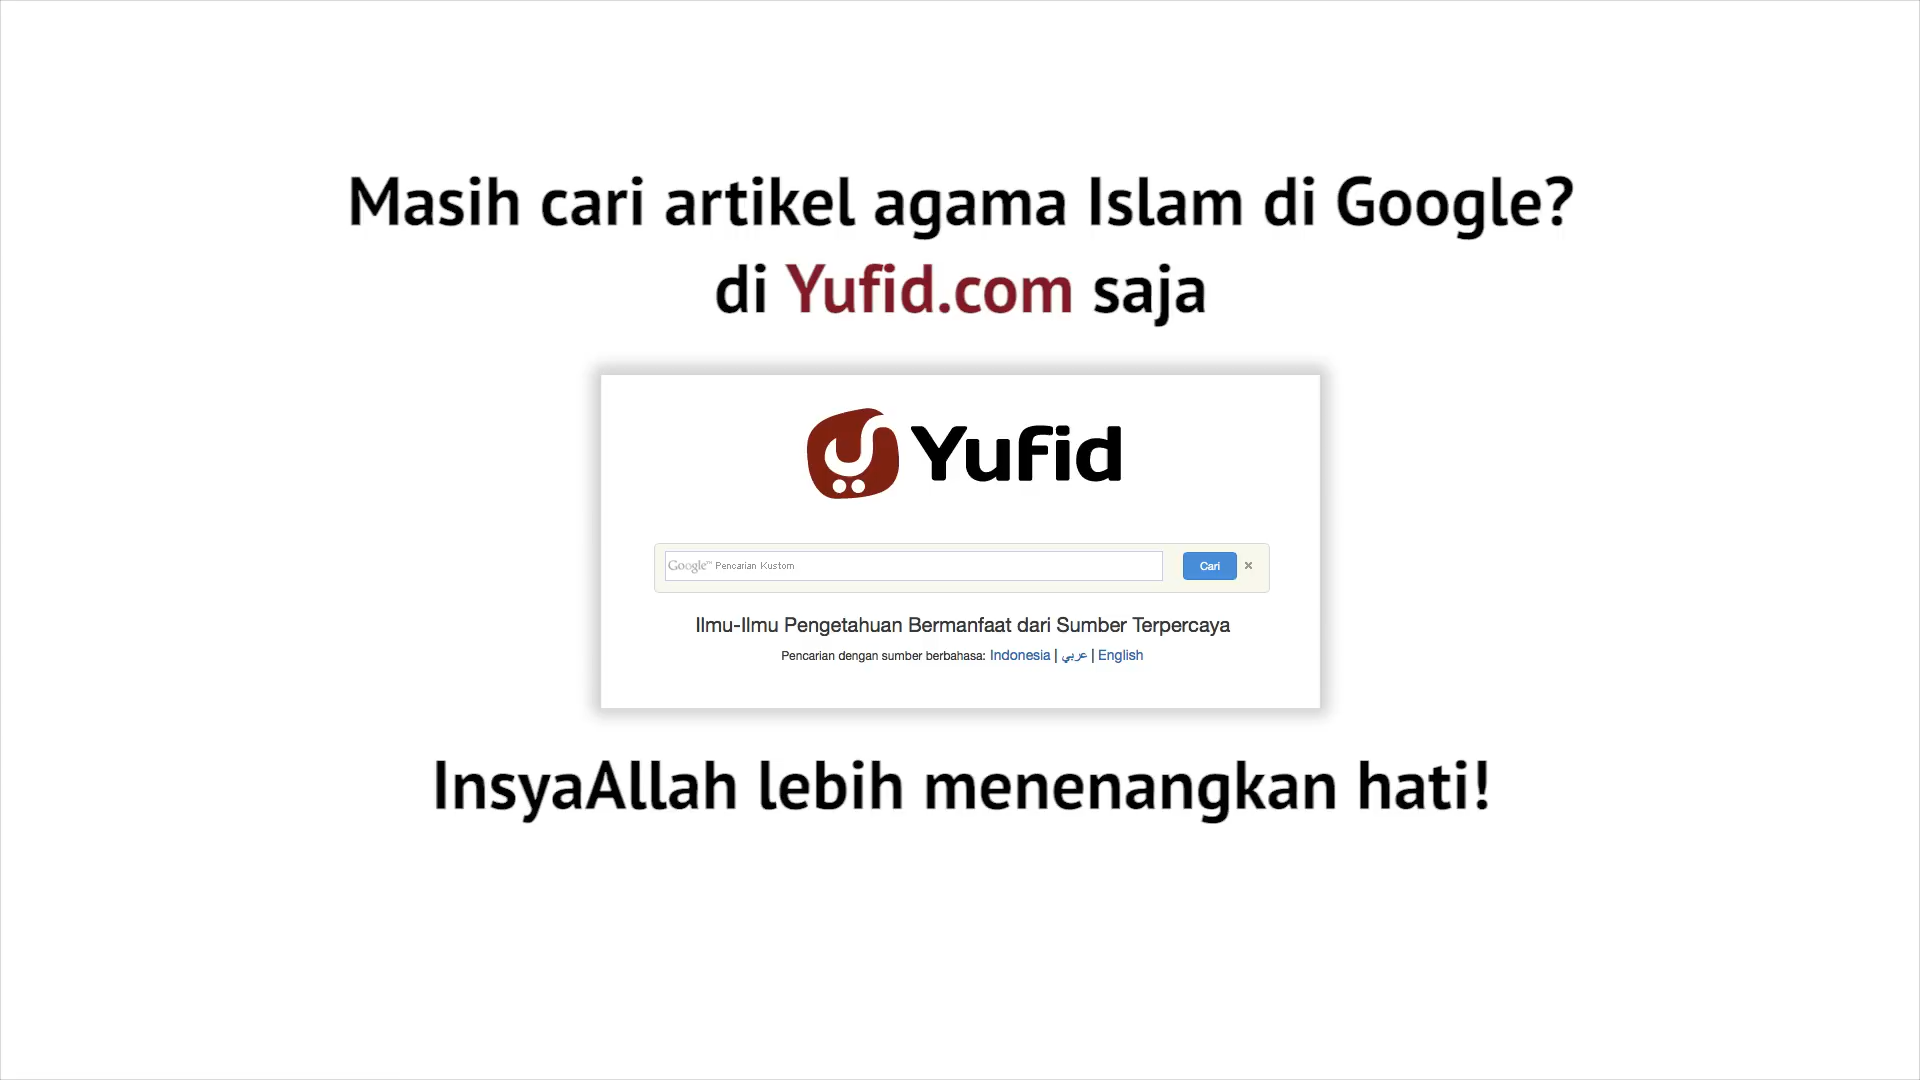 Masih cari artikel agama Islam di Google?
di Yufid.com saja
Yufid
Google™ Pencarian Kustom
Cari ×
Ilmu-Ilmu Pengetahuan Bermanfaat dari Sumber Terpercaya
Pencarian dengan sumber berbahasa: Indonesia | عربي | English
InsyaAllah lebih menenangkan hati!